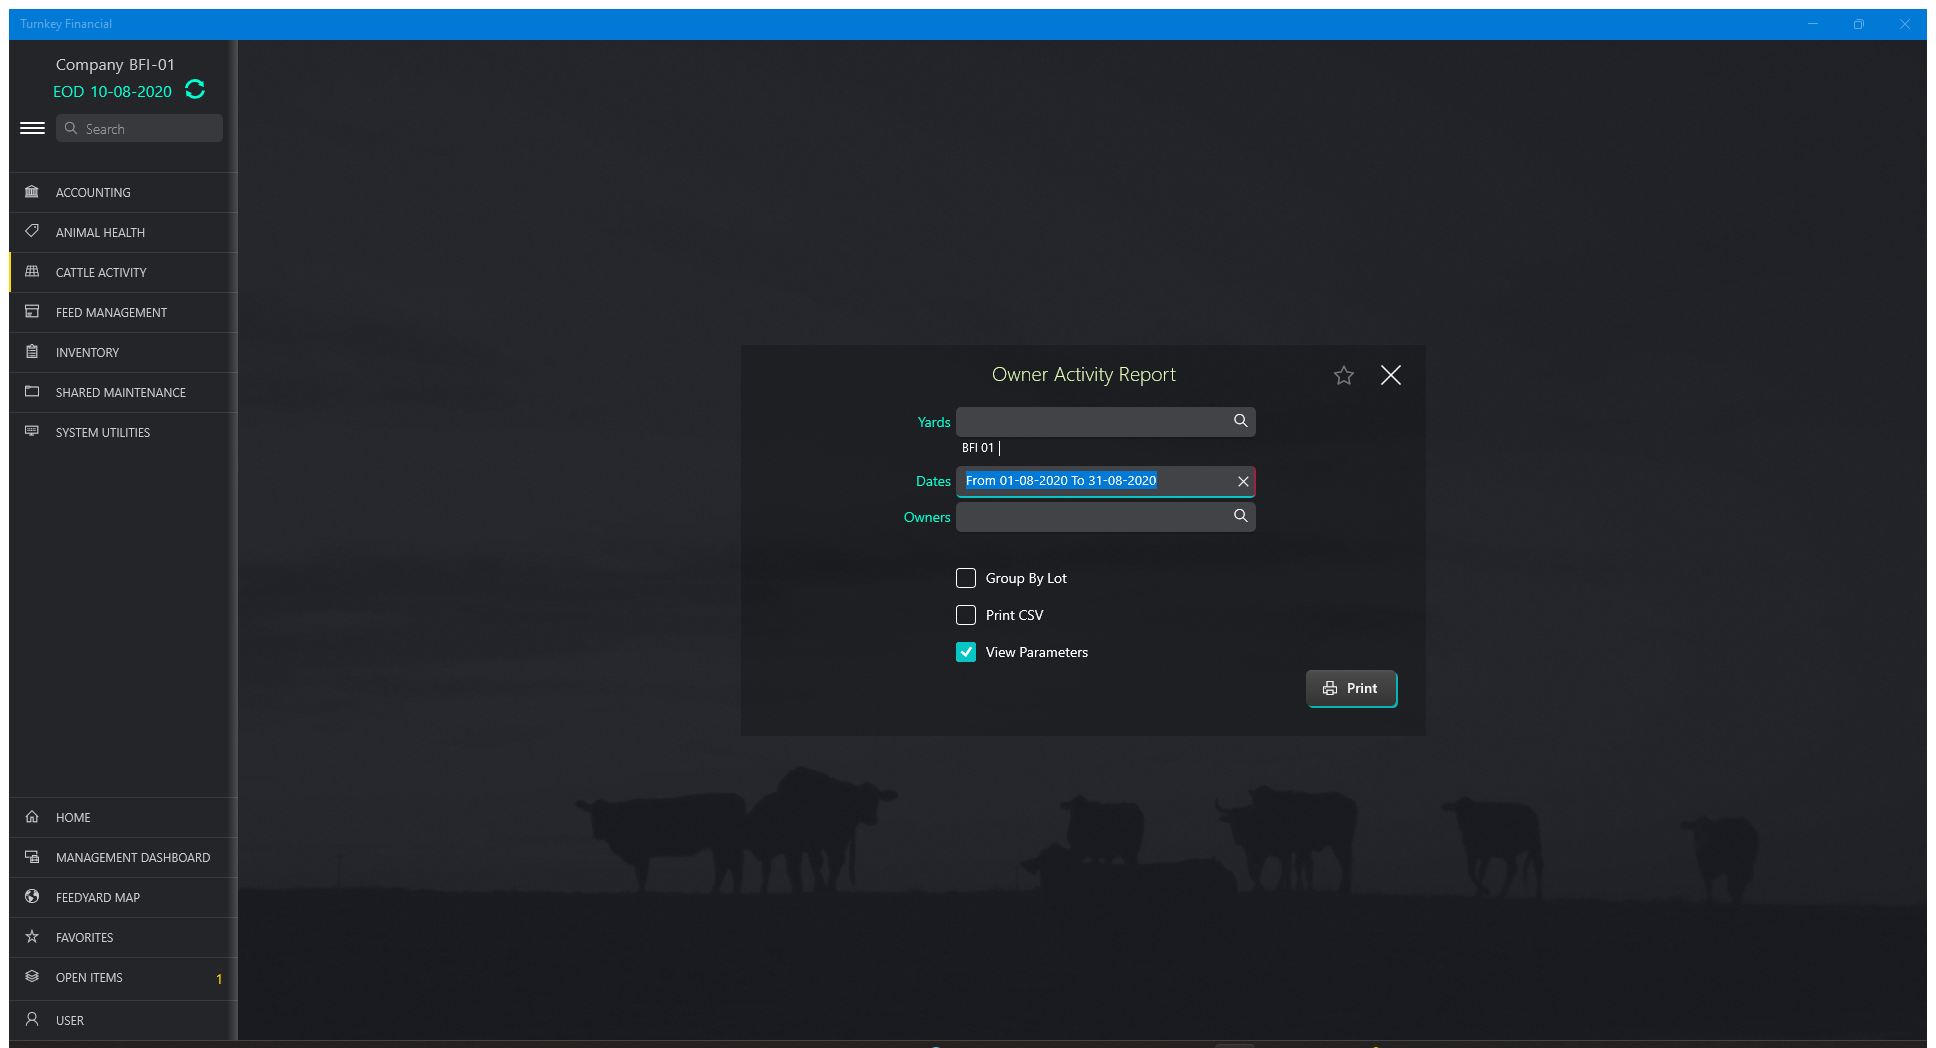 Turnkey Financial
Company BFI-01
EOD 10-08-2020
Search
ACCOUNTING
ANIMAL HEALTH
CATTLE ACTIVITY
FEED MANAGEMENT
INVENTORY
SHARED MAINTENANCE
SYSTEM UTILITIES
Owner Activity Report
Yards
BFI 01 |
Dates From 01-08-2020 To 31-08-2020
Owners
Group By Lot
Print CSV
View Parameters
Print
HOME
MANAGEMENT DASHBOARD
FEEDYARD MAP
FAVORITES
OPEN ITEMS 1
USER